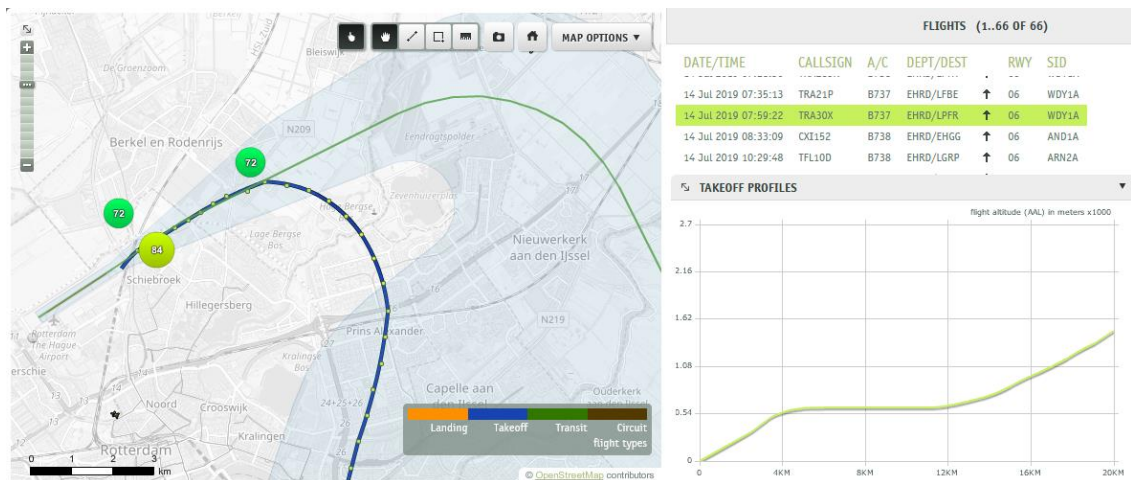 MAP OPTIONS ▼
Bleiswijk
De Groenzoom
HSL Zuid
N209
Berkel en Rodenrijs
Lendrogtspolder
72
72
84
Zevenhuizerplas
Hoge Bergse
Lage Bergse
Bos
Nieuwerkerk
aan den IJssel
Schiebroek
Hillegersberg
N219
Prins Alexander
Rotterdam
The Hague
Airport
Kralingse
Bos
Capelle aan
den IJssel
Ouderkerk
Noord
Crooswijk
24+25+26
Kralingen
Rotterdam
Landing Takeoff Transit Circuit
flight types
0 1 2 3
km
© OpenStreetMap contributors
FLIGHTS (1..66 OF 66)
DATE/TIME CALLSIGN A/C DEPT/DEST RWY SID
14 Jul 2019 07:35:13 TRA21P B737 EHRD/LFBE ↑ 06 WDY1A
14 Jul 2019 07:59:22 TRA30X B737 EHRD/LPFR ↑ 06 WDY1A
14 Jul 2019 08:33:09 CXI152 B738 EHRD/EHGG ↑ 06 AND1A
14 Jul 2019 10:29:48 TFL10D B738 EHRD/LGRP ↑ 06 ARN2A
TAKEOFF PROFILES
flight altitude (AAL) in meters x1000
2.7
2.16
1.62
1.08
0.54
0
0 4KM 8KM 12KM 16KM 20KM